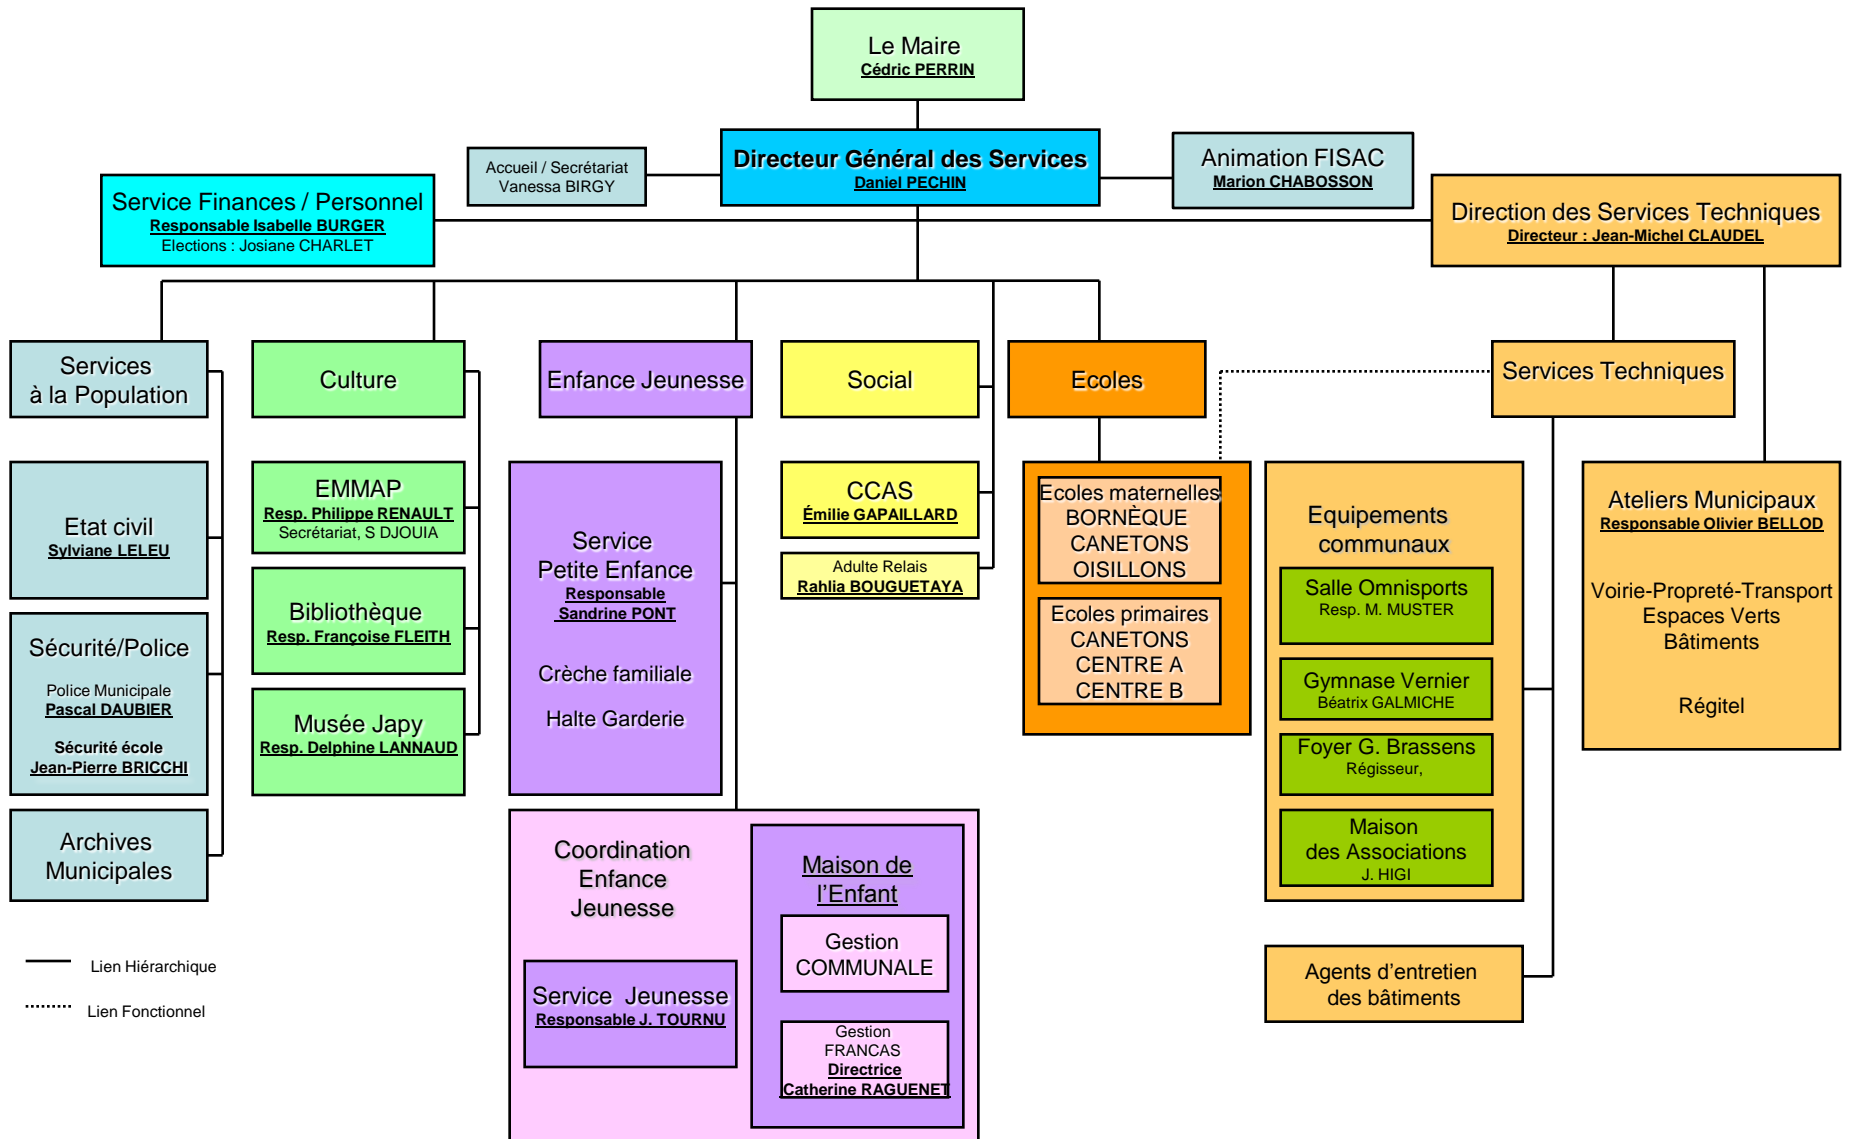 Le Maire
Cédric PERRIN
Accueil / Secrétariat
Vanessa BIRGY
Directeur Général des Services
Daniel PECHIN
Animation FISAC
Marion CHABOSSON
Service Finances / Personnel
Responsable Isabelle BURGER
Elections : Josiane CHARLET
Direction des Services Techniques
Directeur : Jean-Michel CLAUDEL
Services
à la Population
Culture
Enfance Jeunesse
Social
Ecoles
Services Techniques
Etat civil
Sylviane LELEU
Sécurité/Police
Police Municipale
Pascal DAUBIER
Sécurité école
Jean-Pierre BRICCHI
Archives
Municipales
EMMAP
Resp. Philippe RENAULT
Secrétariat, S DJOUIA
Bibliothèque
Resp. Françoise FLEITH
Musée Japy
Resp. Delphine LANNAUD
Service
Petite Enfance
Responsable
Sandrine PONT
Crèche familiale
Halte Garderie
CCAS
Émilie GAPAILLARD
Adulte Relais
Rahlia BOUGUETAYA
Ecoles maternelles
BORNÈQUE
CANETONS
OISILLONS
Ecoles primaires
CANETONS
CENTRE A
CENTRE B
Equipements
communaux
Salle Omnisports
Resp. M. MUSTER
Gymnase Vernier
Béatrix GALMICHE
Foyer G. Brassens
Régisseur,
Maison
des Associations
J. HIGI
Ateliers Municipaux
Responsable Olivier BELLOD
Voirie-Propreté-Transport
Espaces Verts
Bâtiments
Régitel
Coordination
Enfance
Jeunesse
Service Jeunesse
Responsable J. TOURNU
Maison de
l'Enfant
Gestion
COMMUNALE
Gestion
FRANCAS
Directrice
Catherine RAGUENET
Agents d'entretien
des bâtiments
Lien Hiérarchique
Lien Fonctionnel